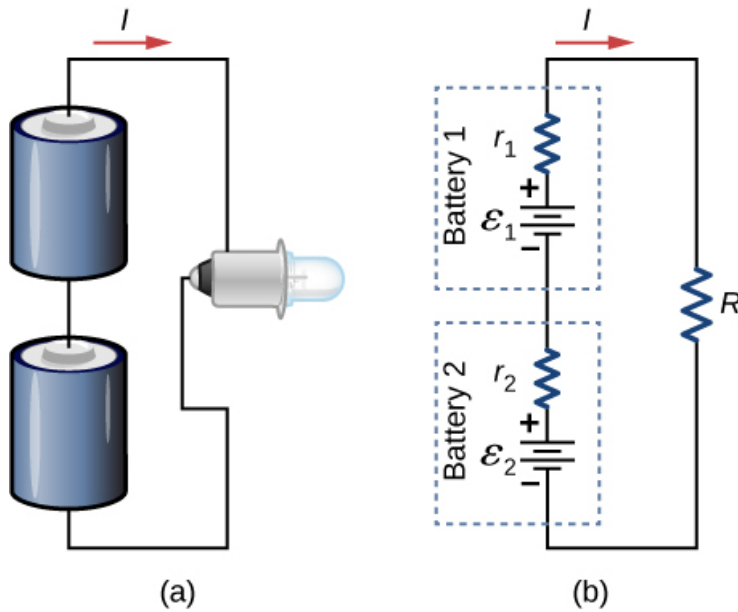 I
(a)
I
Battery 1
r1
+
ε1
−
Battery 2
r2
+
ε2
−
R
(b)